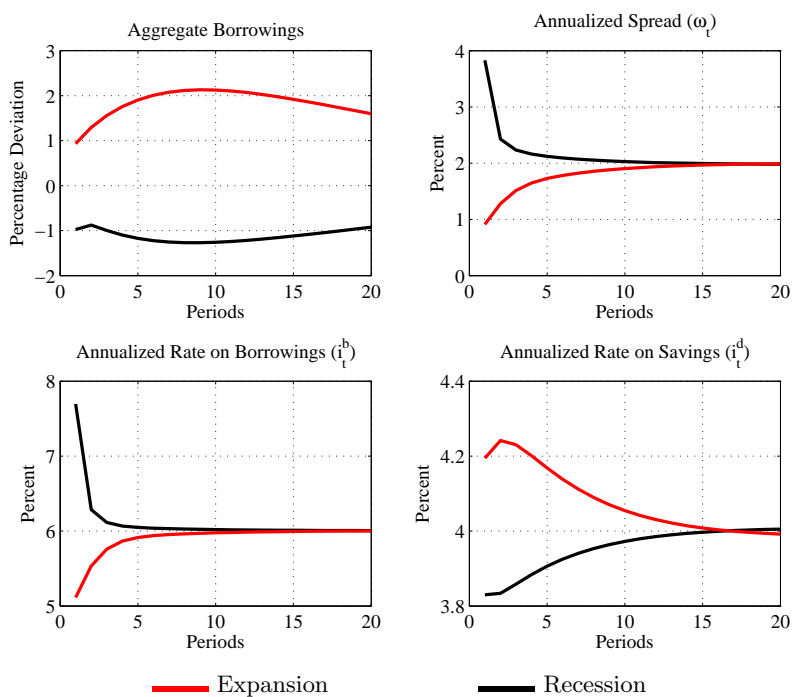 Aggregate Borrowings
Percentage Deviation
3
2
1
0
−1
−2
0 5 10 15 20
Periods
Annualized Spread (ω_t)
Percent
4
3
2
1
0
0 5 10 15 20
Periods
Annualized Rate on Borrowings (i_t^b)
Percent
8
7
6
5
0 5 10 15 20
Periods
Annualized Rate on Savings (i_t^d)
Percent
4.4
4.2
4
3.8
0 5 10 15 20
Periods
Expansion
Recession